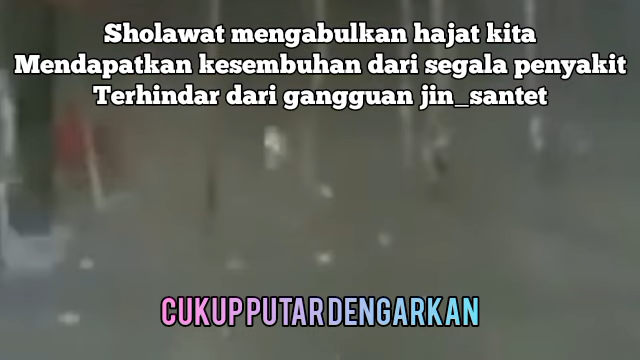 Sholawat mengabulkan hajat kita
Mendapatkan kesembuhan dari segala penyakit
Terhindar dari gangguan jin_santet
CUKUP PUTAR DENGARKAN